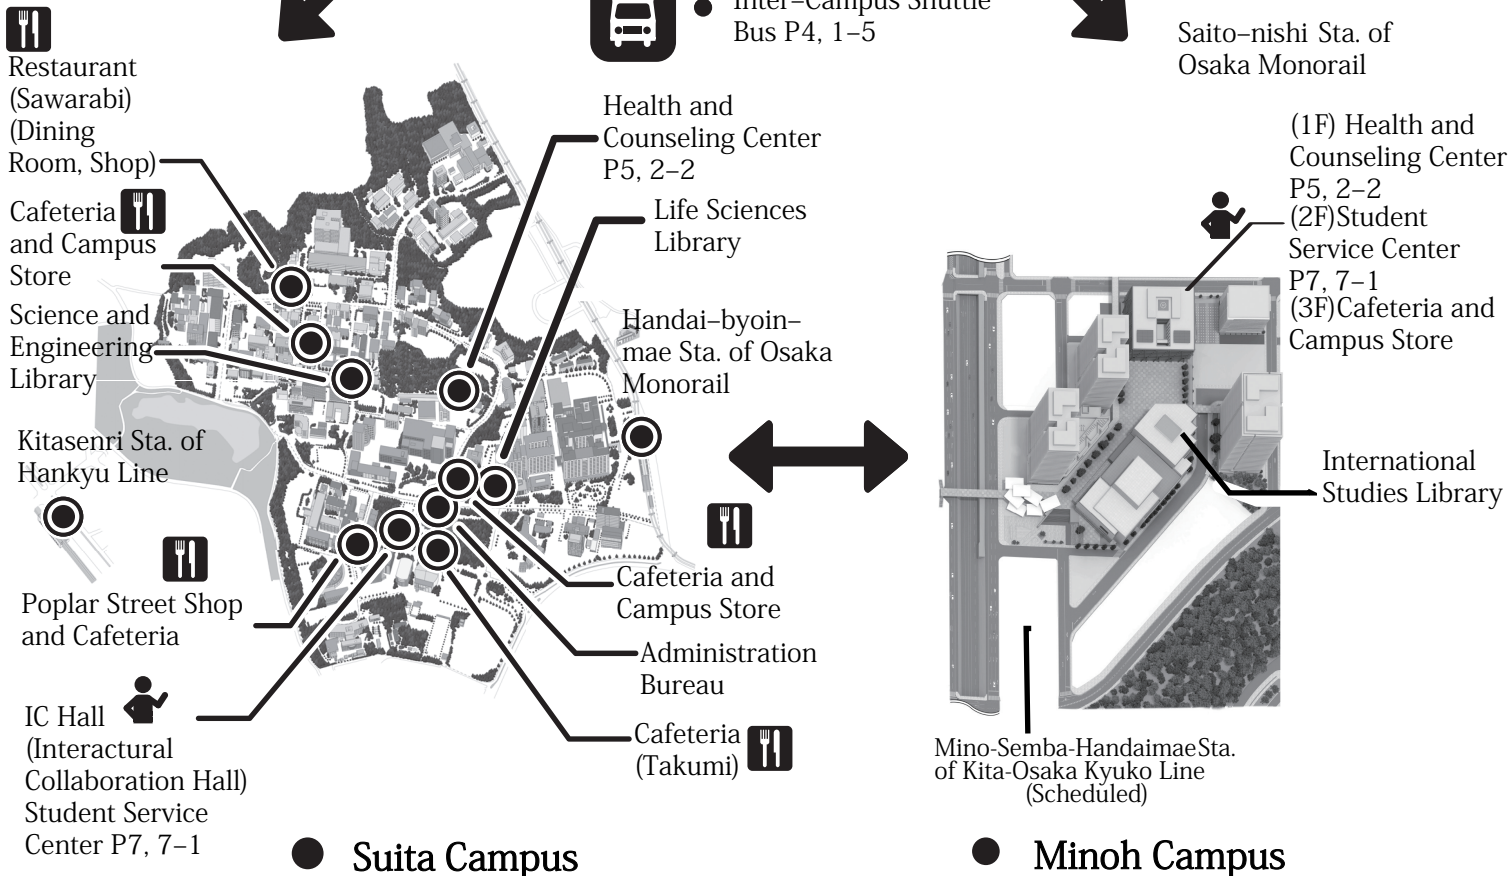 Inter–Campus Shuttle
Bus P4, 1–5
Saito–nishi Sta. of
Osaka Monorail
Restaurant
(Sawarabi)
(Dining
Room, Shop)
Cafeteria
and Campus
Store
Science and
Engineering
Library
Kitasenri Sta. of
Hankyu Line
Poplar Street Shop
and Cafeteria
IC Hall
(Interactural
Collaboration Hall)
Student Service
Center P7, 7–1
Health and
Counseling Center
P5, 2–2
Life Sciences
Library
Handai–byoin–
mae Sta. of Osaka
Monorail
Cafeteria and
Campus Store
Administration
Bureau
Cafeteria
(Takumi)
Suita Campus
(1F) Health and
Counseling Center
P5, 2–2
(2F)Student
Service Center
P7, 7–1
(3F)Cafeteria and
Campus Store
International
Studies Library
Mino-Semba-HandaimaeSta.
of Kita-Osaka Kyuko Line
(Scheduled)
Minoh Campus